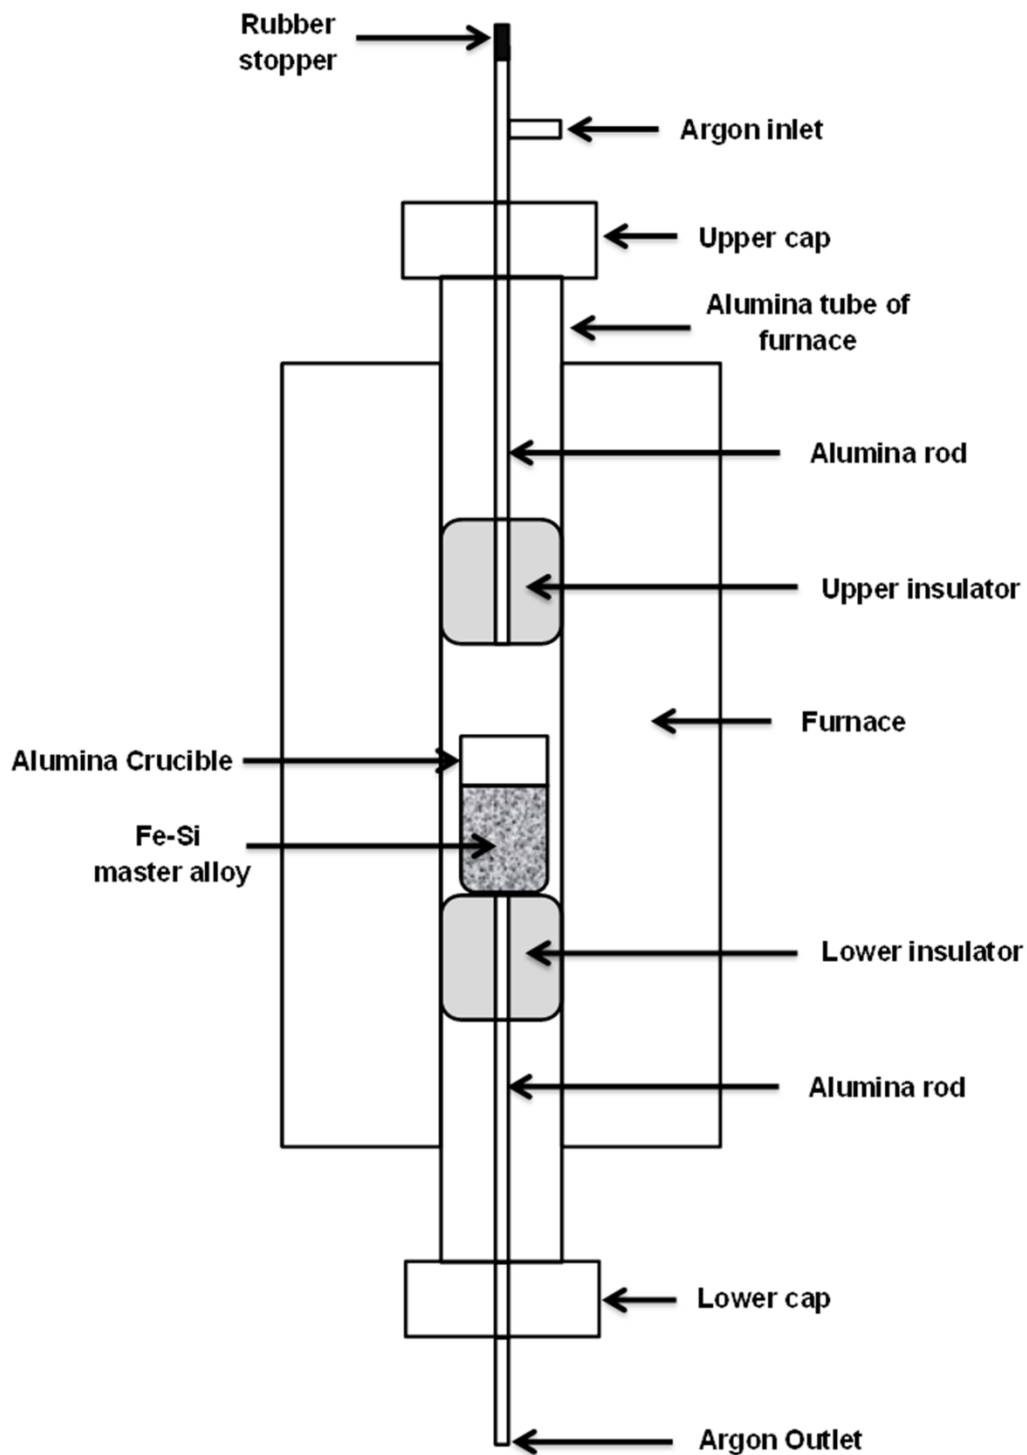 Rubber
stopper
Argon inlet
Upper cap
Alumina tube of
furnace
Alumina rod
Upper insulator
Furnace
Alumina Crucible
Fe-Si
master alloy
Lower insulator
Alumina rod
Lower cap
Argon Outlet